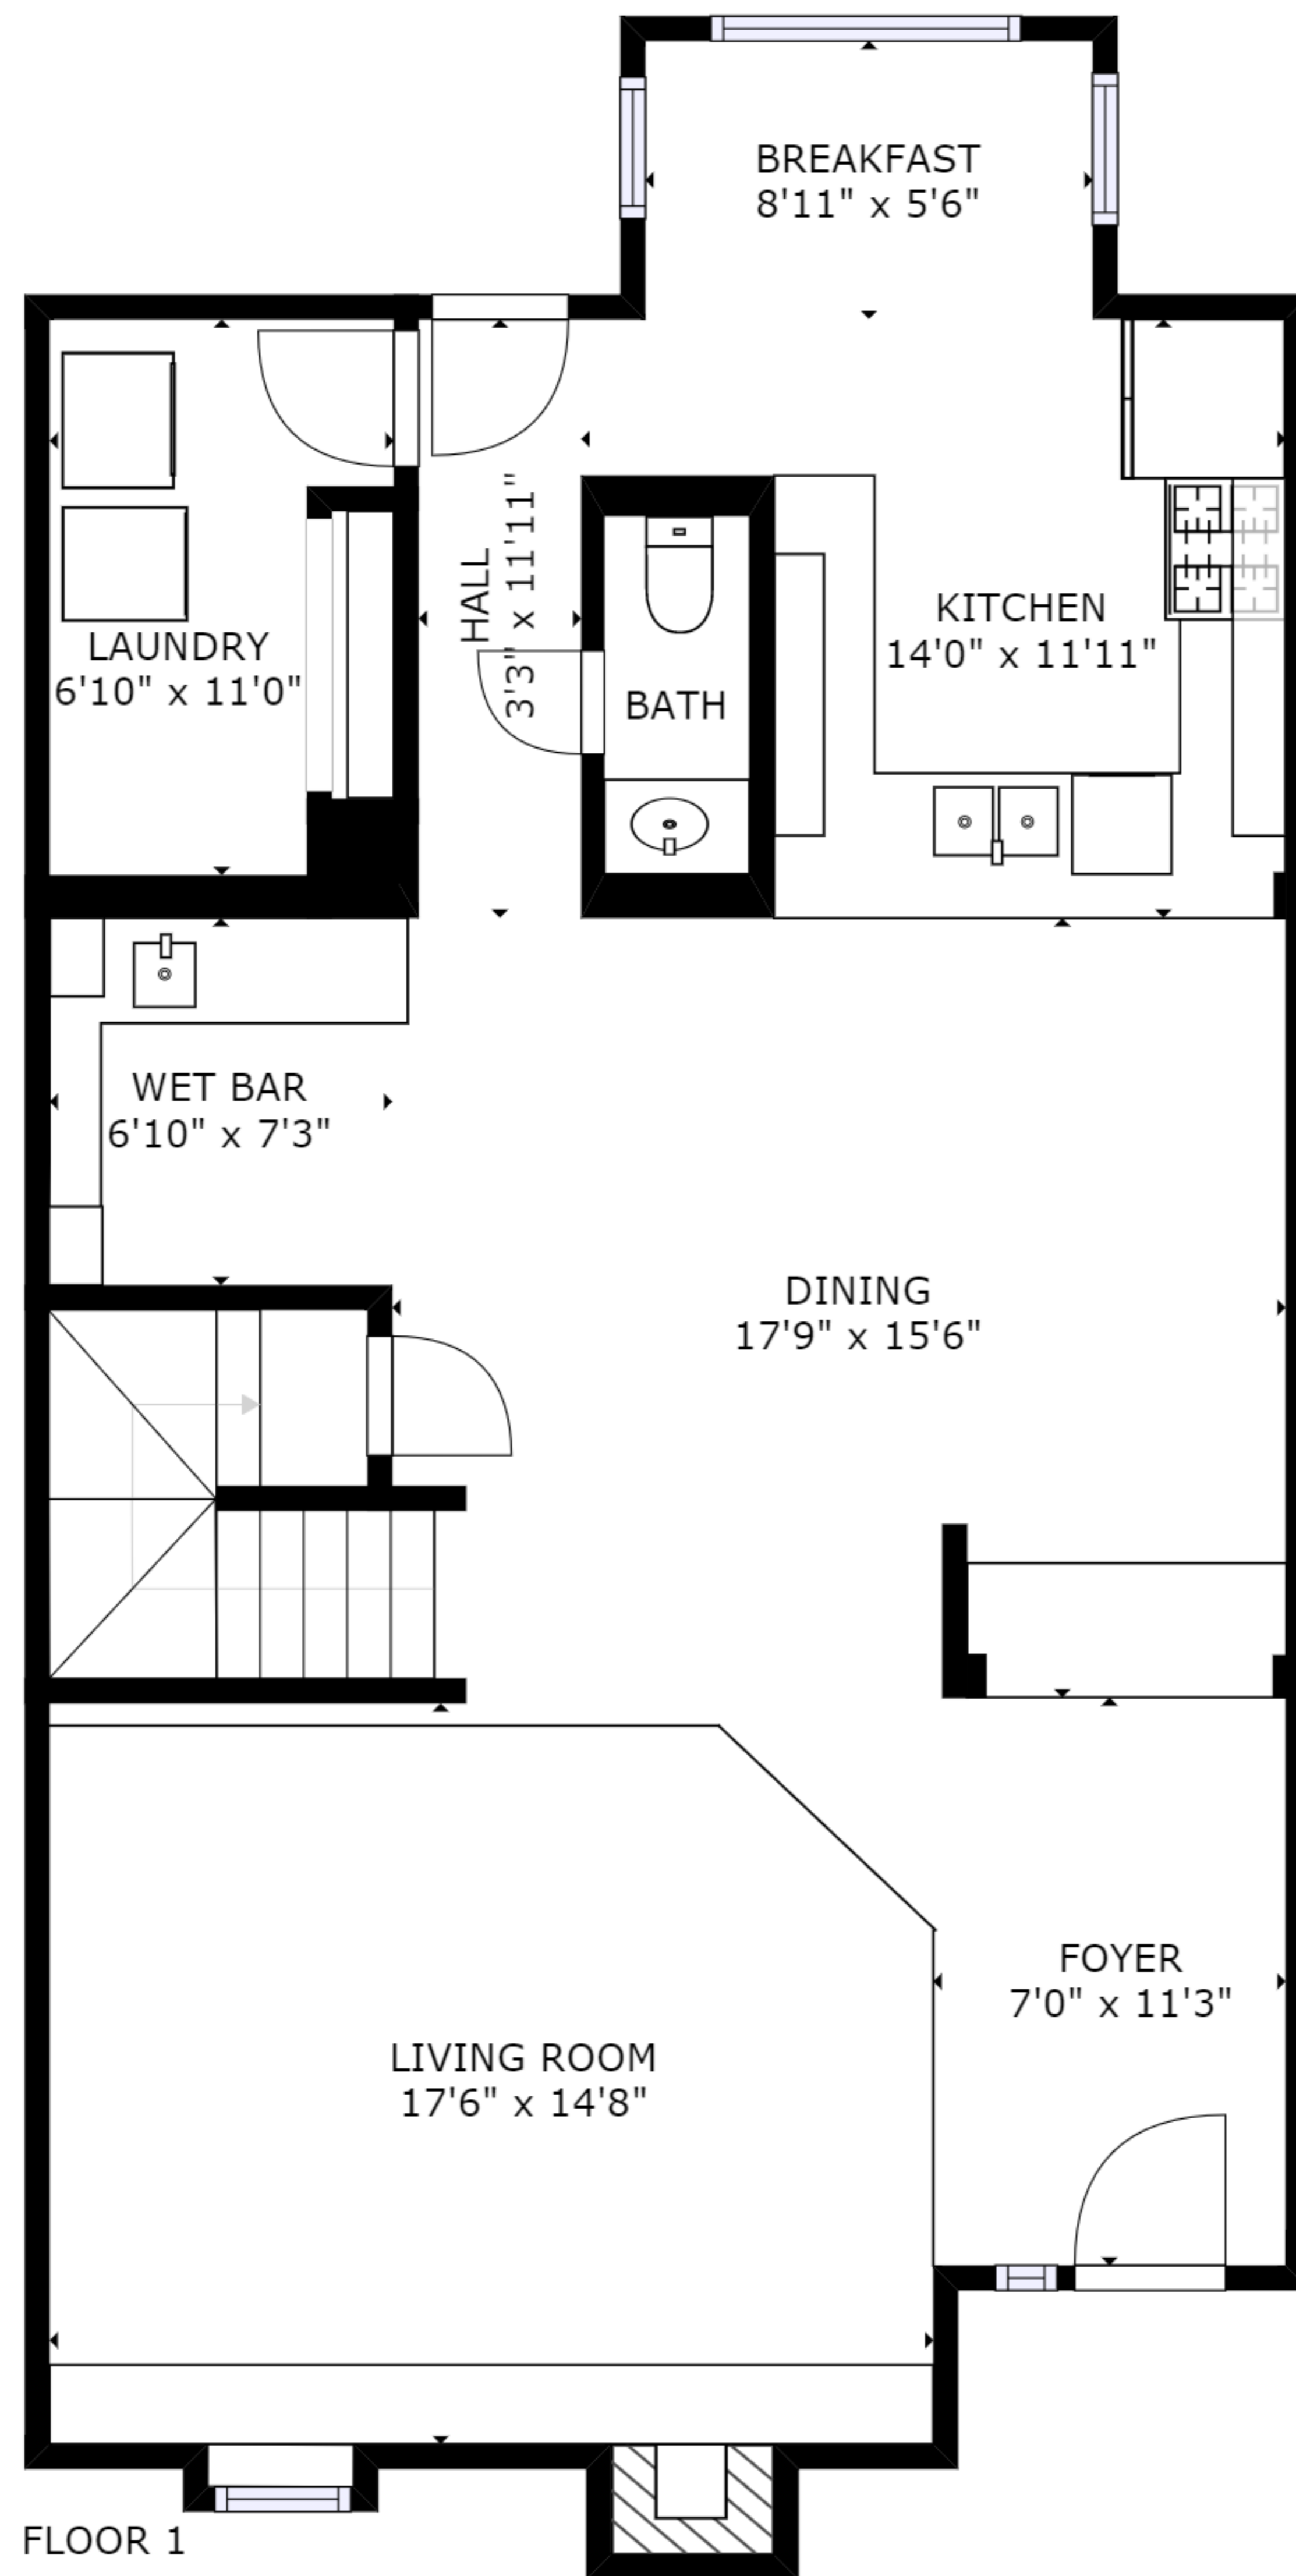 BREAKFAST
8'11" x 5'6"
HALL
3'3" x 11'11"
KITCHEN
14'0" x 11'11"
LAUNDRY
6'10" x 11'0"
BATH
WET BAR
6'10" x 7'3"
DINING
17'9" x 15'6"
FOYER
7'0" x 11'3"
LIVING ROOM
17'6" x 14'8"
FLOOR 1